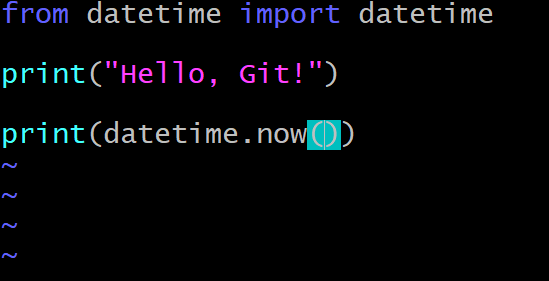 from datetime import datetime
print("Hello, Git!")
print(datetime.now())
~
~
~
~